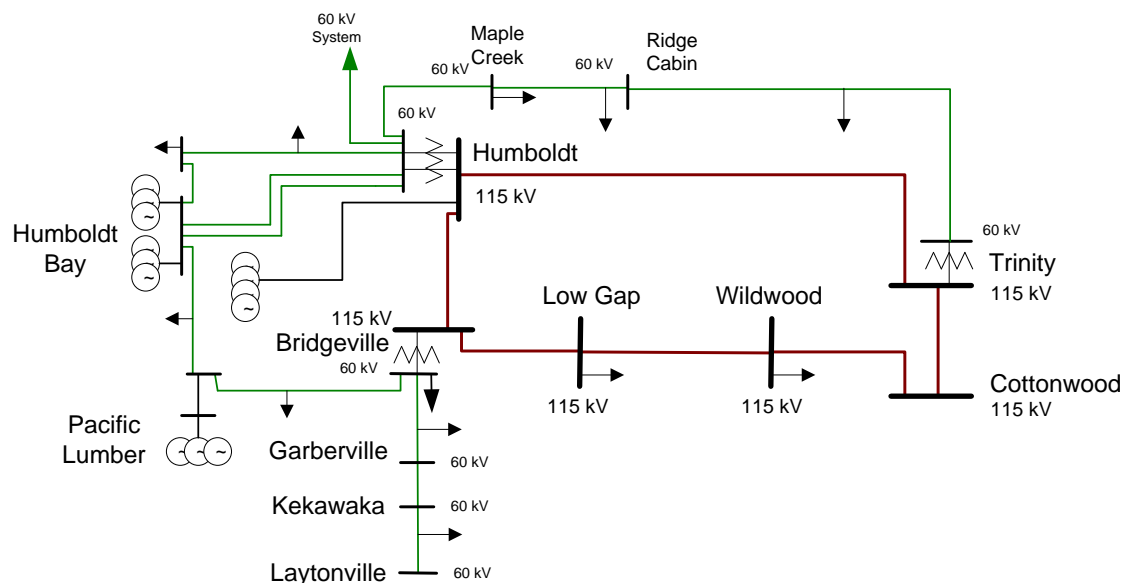 60 kV
System
Maple
Creek
60 kV
Ridge
Cabin
60 kV
60 kV
Humboldt
115 kV
Humboldt
Bay
~
~
~
~
~
~
~
~
~
~
60 kV
Trinity
115 kV
Low Gap
115 kV
Wildwood
115 kV
115 kV
Bridgeville
60 kV
Cottonwood
115 kV
Pacific
Lumber
~
~
~
Garberville
60 kV
Kekawaka
60 kV
Laytonville
60 kV